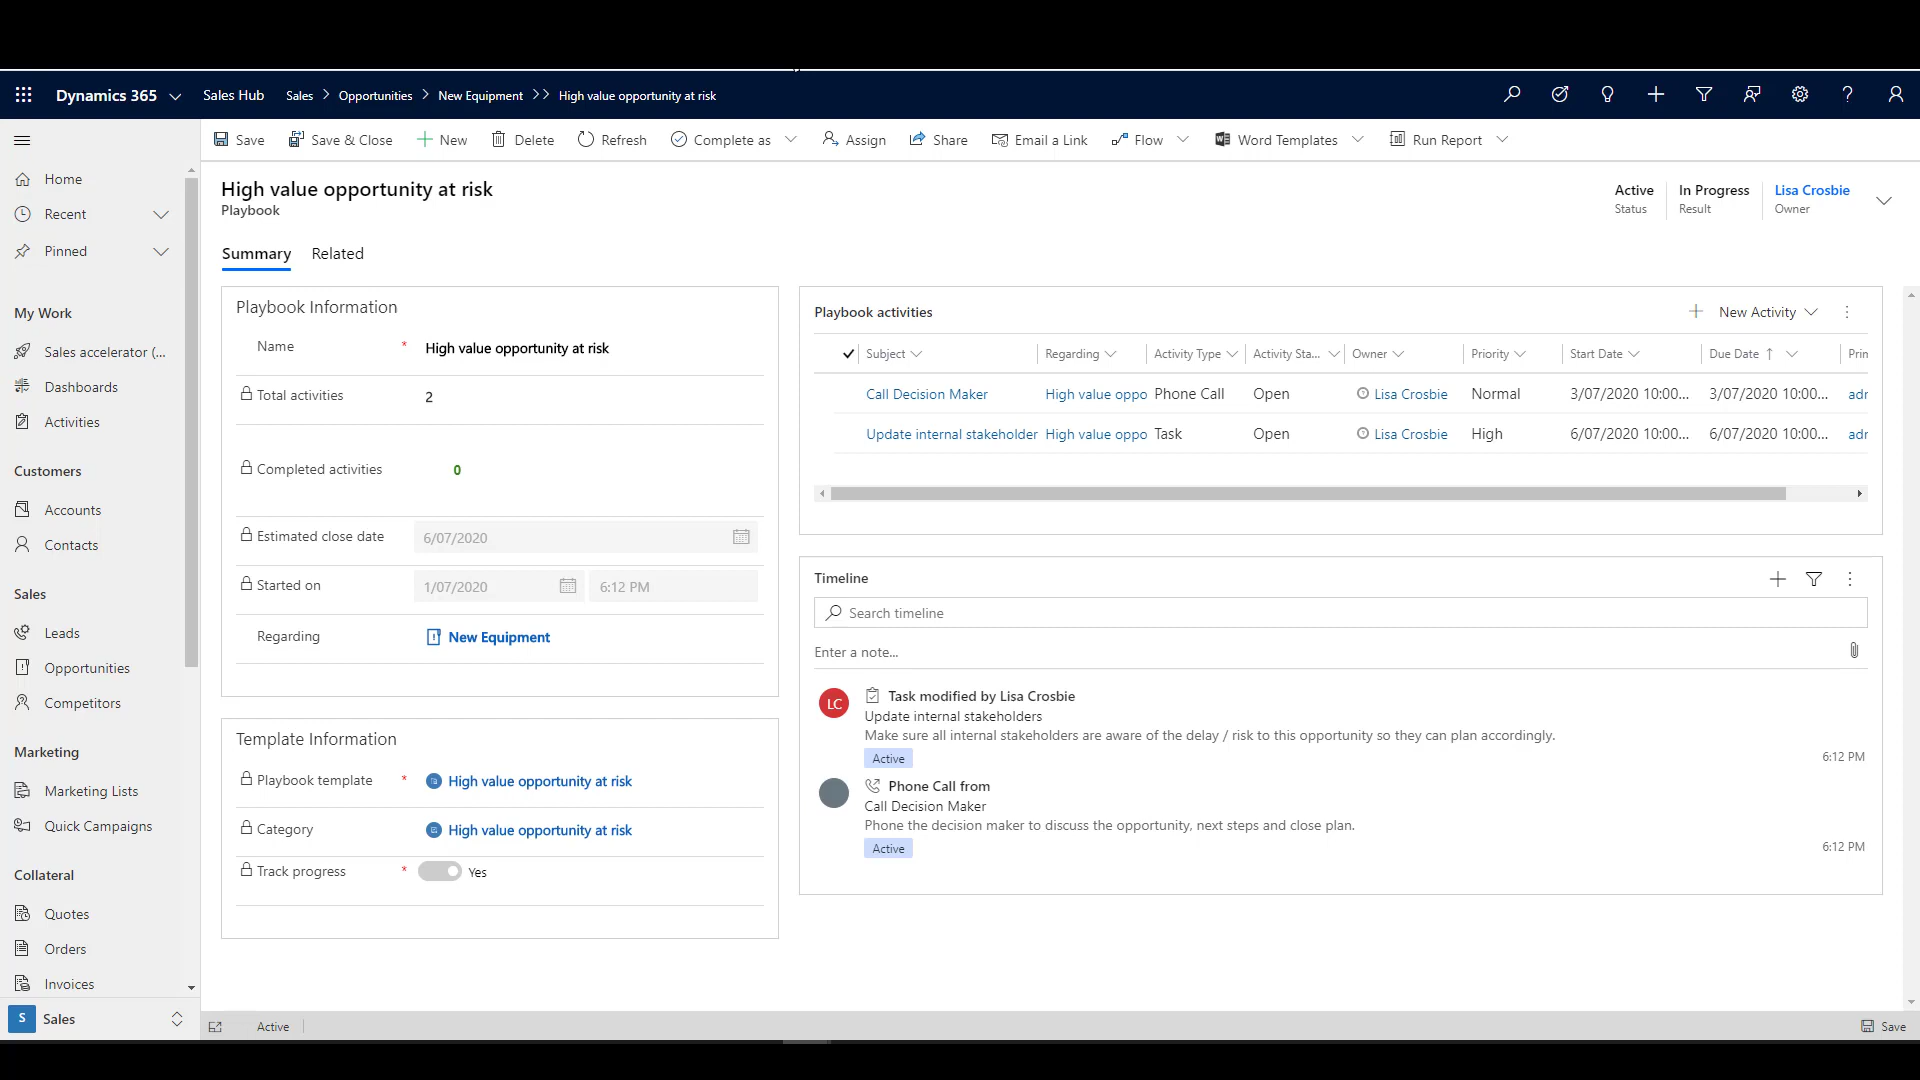 Dynamics 365 Sales Hub Sales > Opportunities > New Equipment >> High value opportunity at risk
Save Save & Close New Delete Refresh Complete as Assign Share Email a Link Flow Word Templates Run Report
Home
Recent
Pinned
My Work
Sales accelerator (...
Dashboards
Activities
Customers
Accounts
Contacts
Sales
Leads
Opportunities
Competitors
Marketing
Marketing Lists
Quick Campaigns
Collateral
Quotes
Orders
Invoices
S Sales
High value opportunity at risk
Playbook
Active
Status
In Progress
Result
Lisa Crosbie
Owner
Summary Related
Playbook Information
Name * High value opportunity at risk
Total activities 2
Completed activities 0
Estimated close date 6/07/2020
Started on 1/07/2020 6:12 PM
Regarding New Equipment
Template Information
Playbook template * High value opportunity at risk
Category High value opportunity at risk
Track progress * Yes
Playbook activities New Activity
Subject Regarding Activity Type Activity Sta... Owner Priority Start Date Due Date ↑ Prin
Call Decision Maker High value oppo Phone Call Open Lisa Crosbie Normal 3/07/2020 10:00... 3/07/2020 10:00... adr
Update internal stakeholder High value oppo Task Open Lisa Crosbie High 6/07/2020 10:00... 6/07/2020 10:00... adr
Timeline
Search timeline
Enter a note...
LC Task modified by Lisa Crosbie
Update internal stakeholders
Make sure all internal stakeholders are aware of the delay / risk to this opportunity so they can plan accordingly.
Active 6:12 PM
Phone Call from
Call Decision Maker
Phone the decision maker to discuss the opportunity, next steps and close plan.
Active 6:12 PM
Active Save